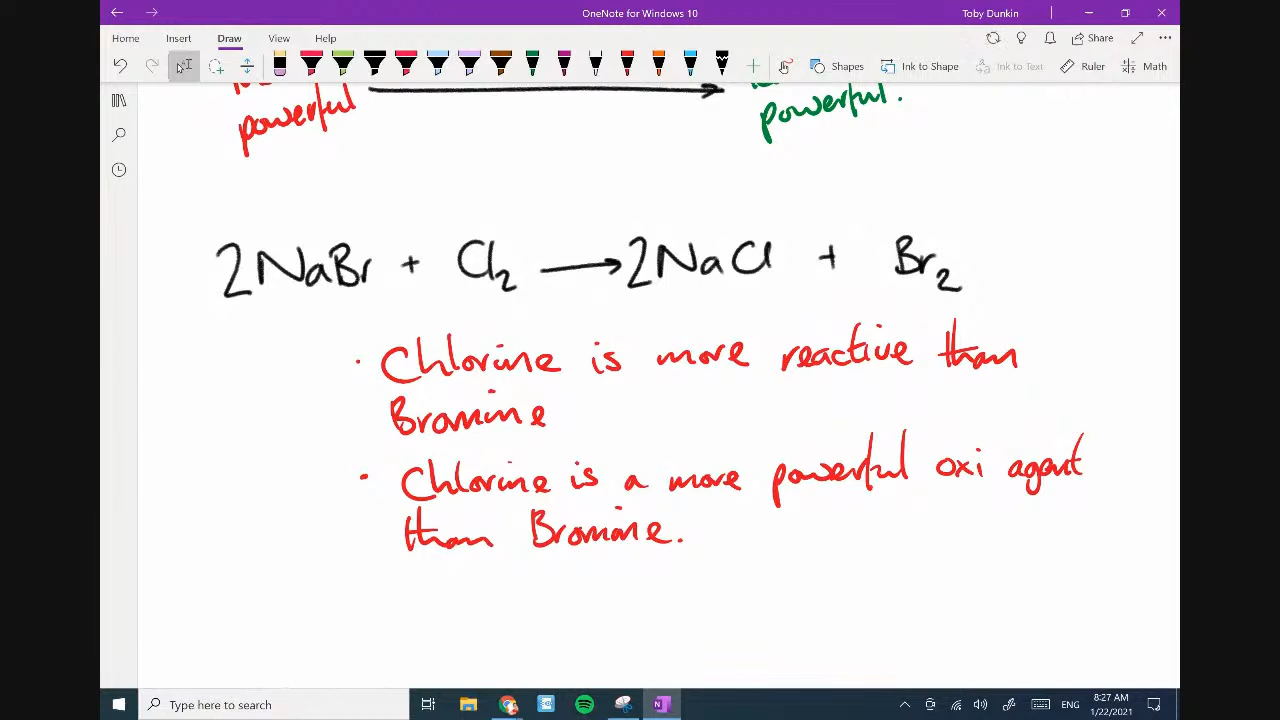 OneNote for Windows 10
Toby Dunkin
Home Insert Draw View Help
Share
Shapes
Ink to Shape
Ink to Text
Ruler
Math
powerful
powerful.
2NaBr + Cl₂ → 2NaCl + Br₂
· Chlorine is more reactive than
Bromine
· Chlorine is a more powerful oxi agent
than Bromine.
Type here to search
ENG
8:27 AM
1/22/2021